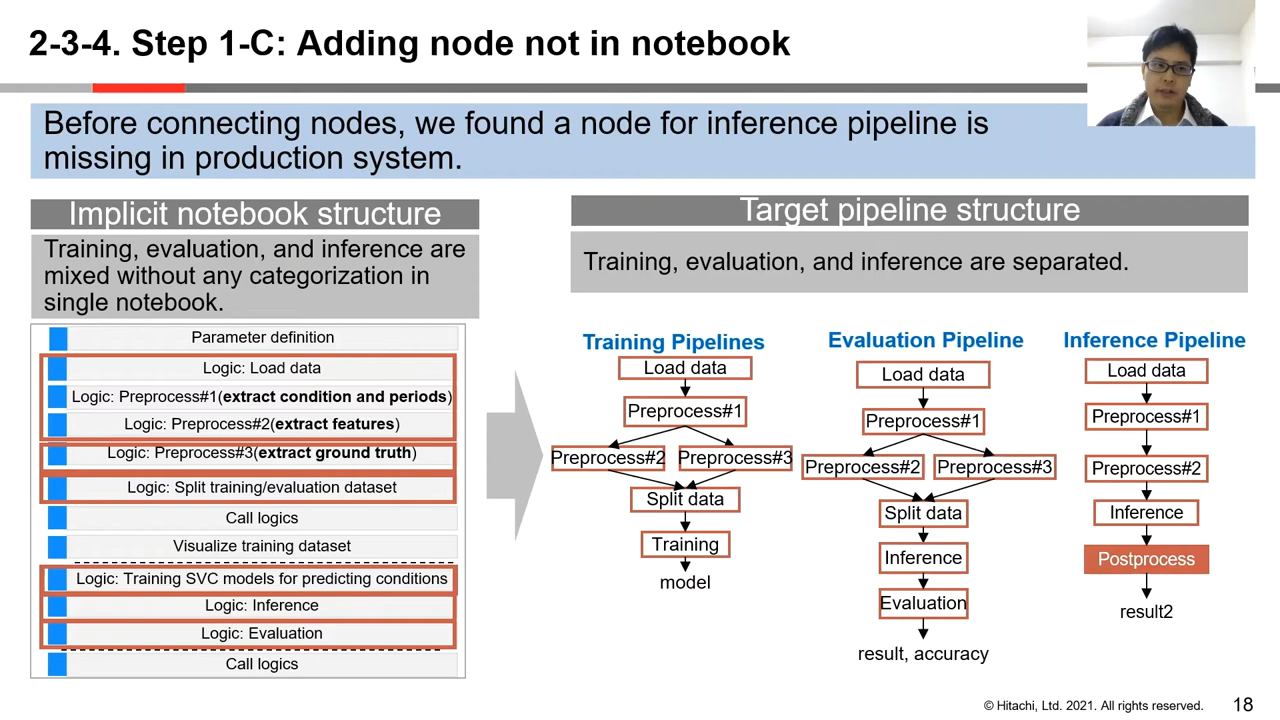 2-3-4. Step 1-C: Adding node not in notebook
Before connecting nodes, we found a node for inference pipeline is
missing in production system.
Implicit notebook structure
Training, evaluation, and inference are
mixed without any categorization in
single notebook.
Parameter definition
Logic: Load data
Logic: Preprocess#1(extract condition and periods)
Logic: Preprocess#2(extract features)
Logic: Preprocess#3(extract ground truth)
Logic: Split training/evaluation dataset
Call logics
Visualize training dataset
Logic: Training SVC models for predicting conditions
Logic: Inference
Logic: Evaluation
Call logics
Target pipeline structure
Training, evaluation, and inference are separated.
Training Pipelines
Load data
Preprocess#1
Preprocess#2
Preprocess#3
Split data
Training
model
Evaluation Pipeline
Load data
Preprocess#1
Preprocess#2
Preprocess#3
Split data
Inference
Evaluation
result, accuracy
Inference Pipeline
Load data
Preprocess#1
Preprocess#2
Inference
Postprocess
result2
© Hitachi, Ltd. 2021. All rights reserved.
18